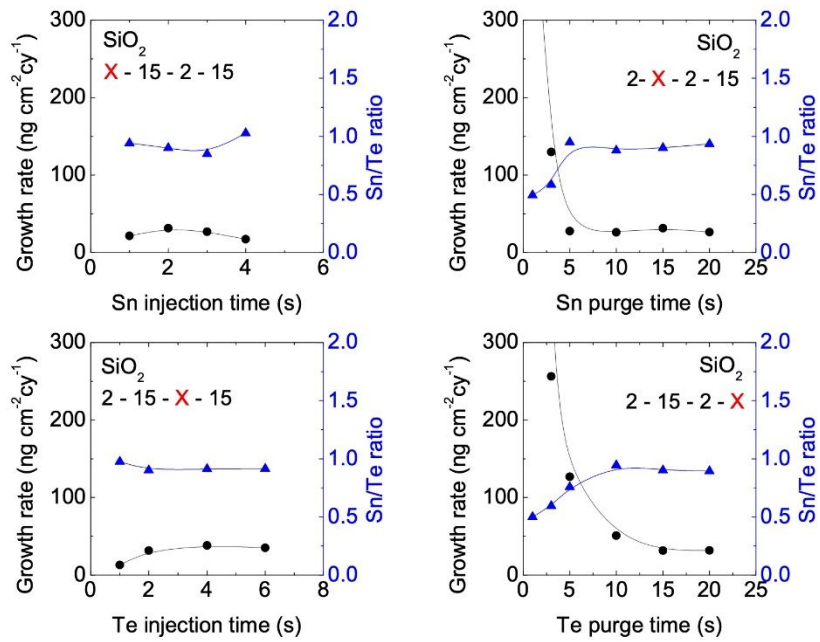 SiO₂
X - 15 - 2 - 15
Growth rate (ng cm⁻²cy⁻¹)
300
200
100
0
0 2 4 6
Sn injection time (s)
2.0
1.5
1.0
0.5
0.0
Sn/Te ratio
SiO₂
2- X - 2 - 15
Growth rate (ng cm⁻²cy⁻¹)
300
200
100
0
0 5 10 15 20 25
Sn purge time (s)
2.0
1.5
1.0
0.5
0.0
Sn/Te ratio
SiO₂
2 - 15 - X - 15
Growth rate (ng cm⁻²cy⁻¹)
300
200
100
0
0 2 4 6 8
Te injection time (s)
2.0
1.5
1.0
0.5
0.0
Sn/Te ratio
SiO₂
2 - 15 - 2 - X
Growth rate (ng cm⁻²cy⁻¹)
300
200
100
0
0 5 10 15 20 25
Te purge time (s)
2.0
1.5
1.0
0.5
0.0
Sn/Te ratio